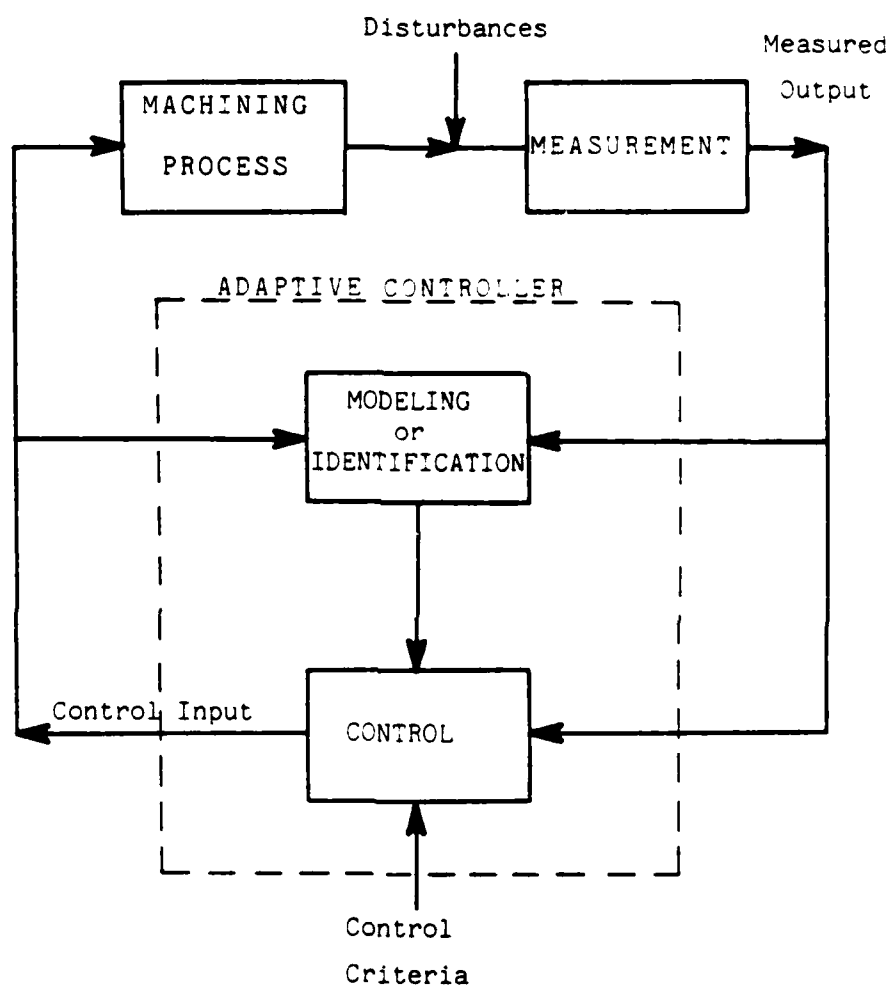 Disturbances
Measured
Output
MACHINING
PROCESS
MEASUREMENT
ADAPTIVE CONTROLLER
MODELING
or
IDENTIFICATION
Control Input
CONTROL
Control
Criteria